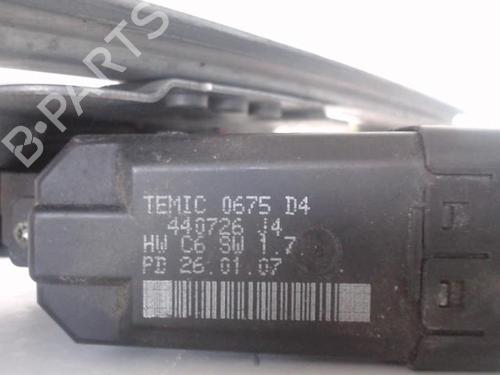 B-PARTS
TEMIC 0675 D4
440726 J4
HW C6 SW 1.7
PD 26.01.07